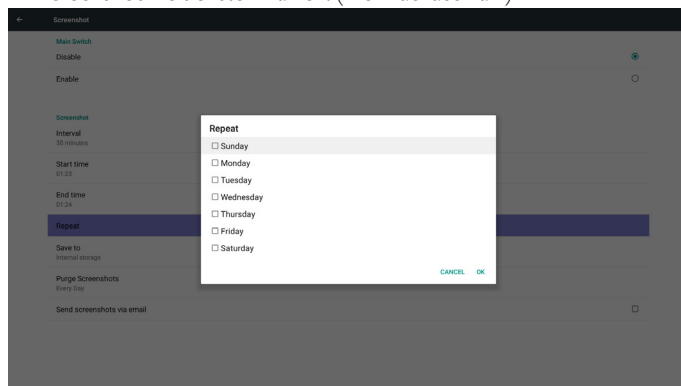 Screenshot
Main Switch
Disable
Enable
Screenshot
Interval
30 minutes
Start time
01:23
End time
01:24
Repeat
Save to
Internal storage
Purge Screenshots
Every Day
Send screenshots via email
Repeat
Sunday
Monday
Tuesday
Wednesday
Thursday
Friday
Saturday
CANCEL OK